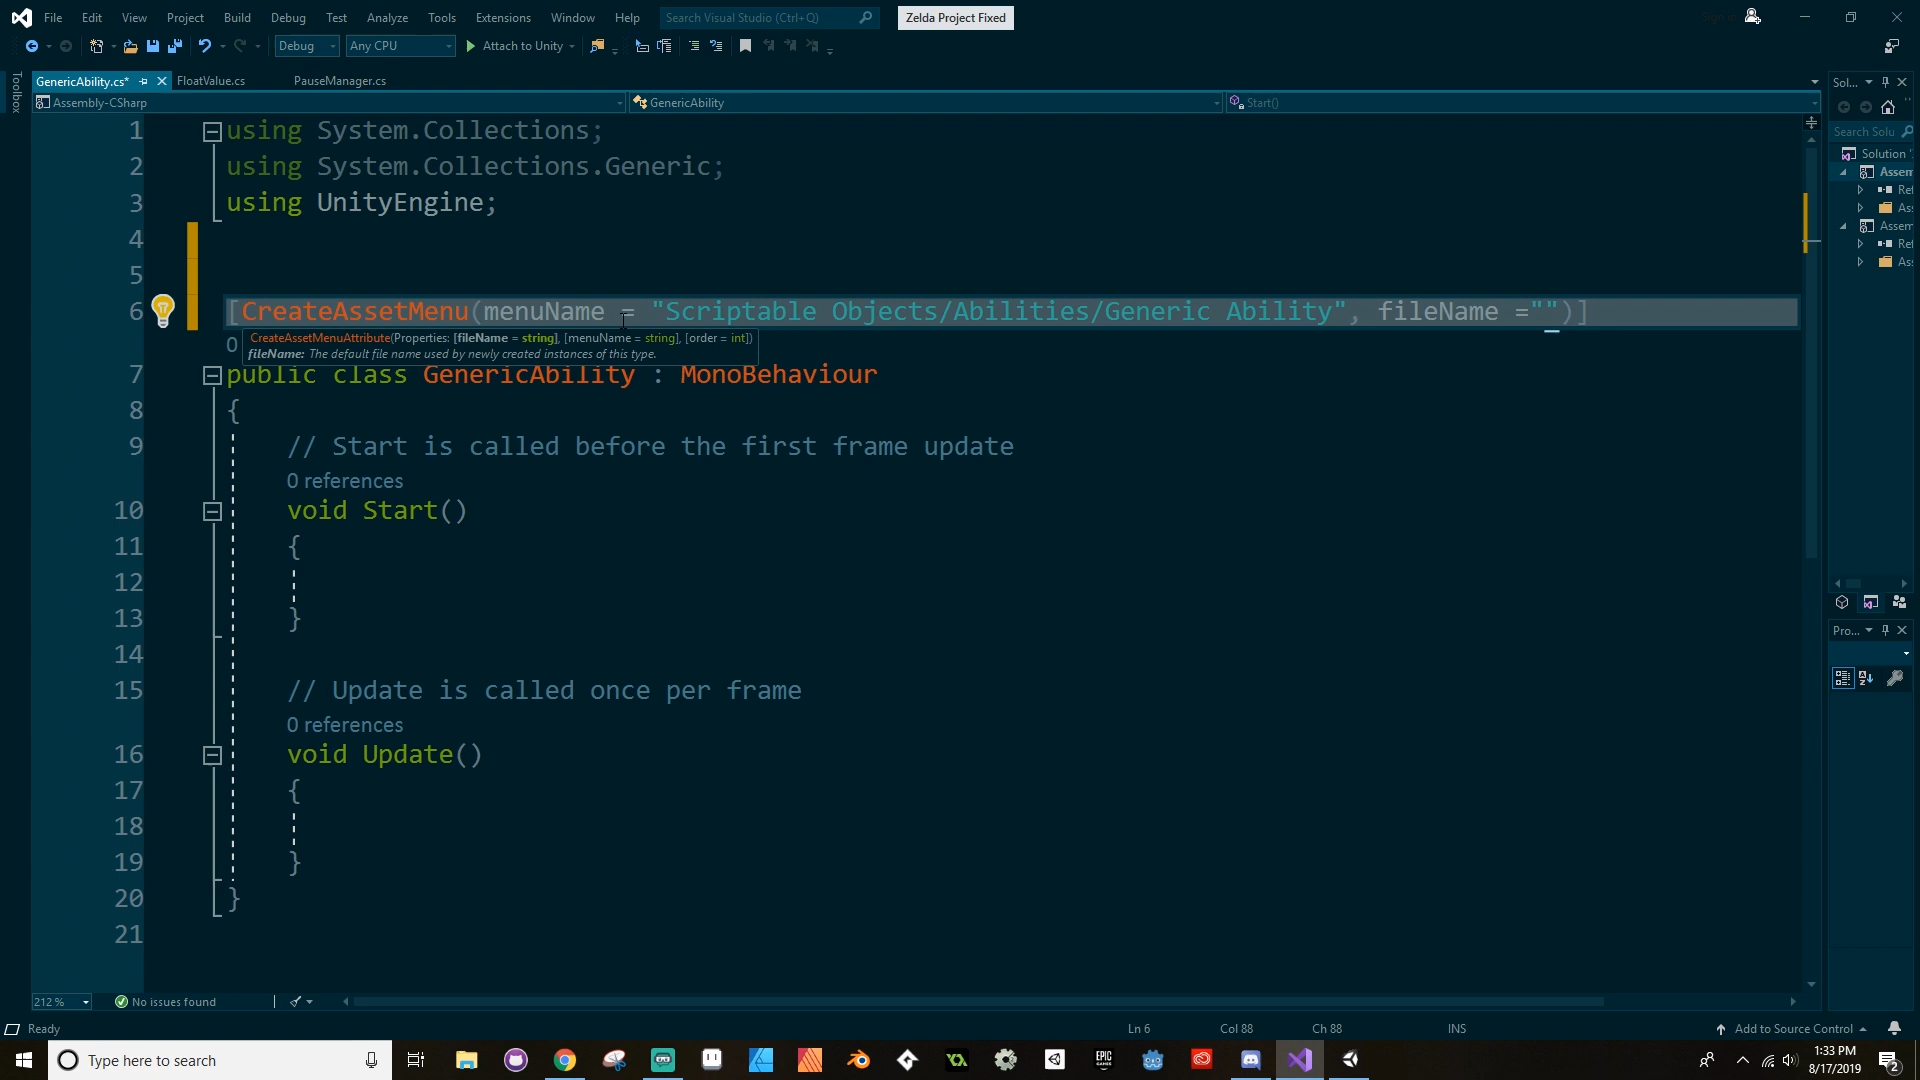 File Edit View Project Build Debug Test Analyze Tools Extensions Window Help Search Visual Studio (Ctrl+Q) Zelda Project Fixed
Debug Any CPU Attach to Unity
Toolbox
GenericAbility.cs* FloatValue.cs PauseManager.cs
Assembly-CSharp GenericAbility Start()
1 using System.Collections;
2 using System.Collections.Generic;
3 using UnityEngine;
4
5
6 [CreateAssetMenu(menuName = "Scriptable Objects/Abilities/Generic Ability", fileName ="")]
0 CreateAssetMenuAttribute(Properties: [fileName = string], [menuName = string], [order = int])
fileName: The default file name used by newly created instances of this type.
7 public class GenericAbility : MonoBehaviour
8 {
9 // Start is called before the first frame update
0 references
10 void Start()
11 {
12
13 }
14
15 // Update is called once per frame
0 references
16 void Update()
17 {
18
19 }
20 }
21
212 % No issues found
Ready Ln 6 Col 88 Ch 88 INS Add to Source Control
Sol...
Search Solu
Solution '
Assem
Ref
Ass
Assem
Ref
Ass
Pro...
Type here to search
1:33 PM
8/17/2019
2